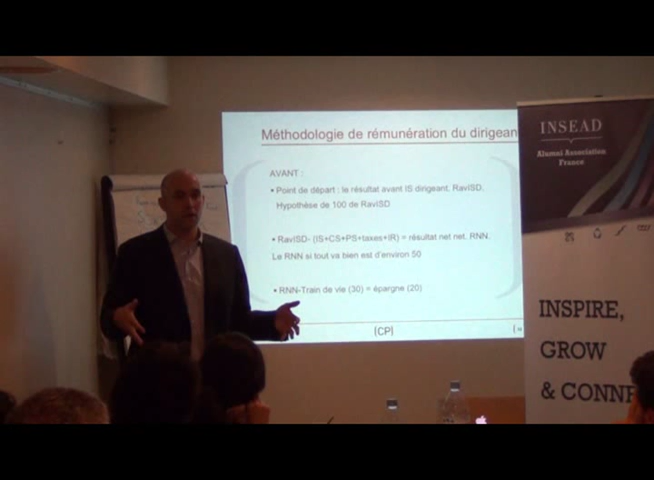 Méthodologie de rémunération du dirigean
AVANT :
• Point de départ : le résultat avant IS dirigeant, RavISD.
Hypothèse de 100 de RavISD
• RavISD- (IS+CS+PS+taxes+IR) = résultat net net. RNN.
Le RNN si tout va bien est d'environ 50
• RNN-Train de vie (30) = épargne (20)
(CP)
INSEAD
Alumni Association
France
INSPIRE,
GROW
& CONNE